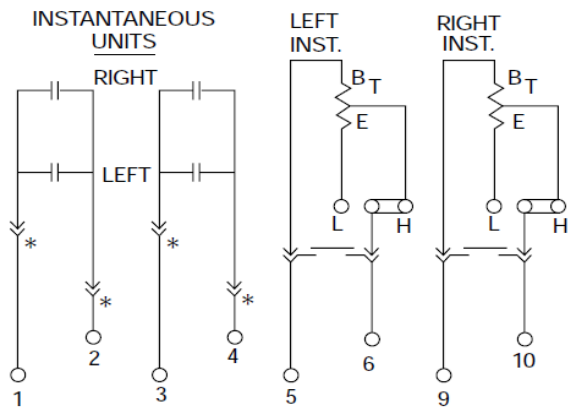 INSTANTANEOUS
UNITS
RIGHT
LEFT
*
*
*
*
1
2
3
4
LEFT
INST.
B T
E
L
H
5
6
RIGHT
INST.
B T
E
L
H
9
10